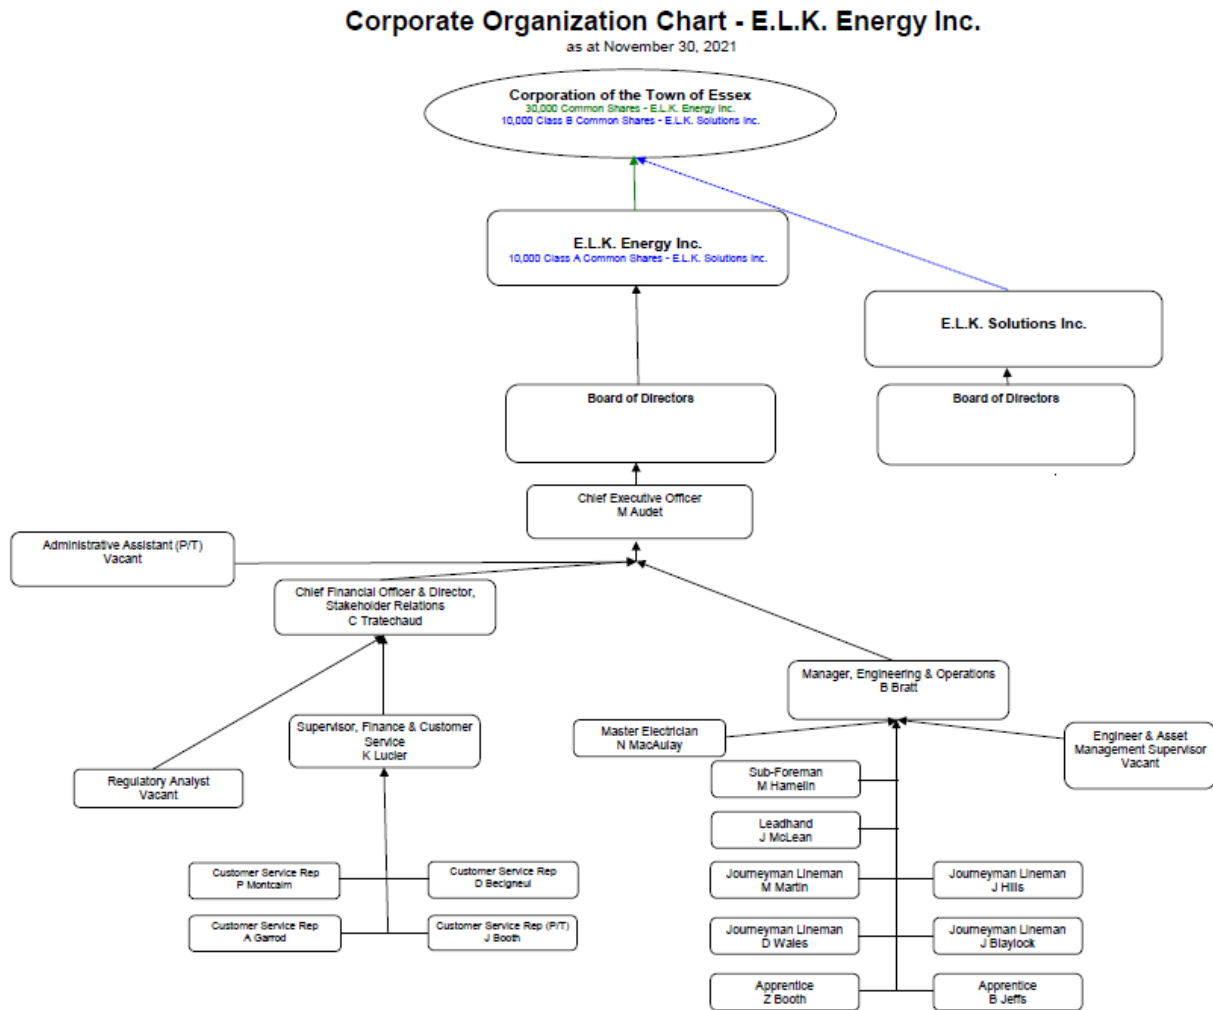 Corporate Organization Chart - E.L.K. Energy Inc.
as at November 30, 2021
Corporation of the Town of Essex
30,000 Common Shares - E.L.K. Energy Inc.
10,000 Class B Common Shares - E.L.K. Solutions Inc.
E.L.K. Energy Inc.
10,000 Class A Common Shares - E.L.K. Solutions Inc.
E.L.K. Solutions Inc.
Board of Directors
Board of Directors
Chief Executive Officer
M Audet
Administrative Assistant (P/T)
Vacant
Chief Financial Officer & Director,
Stakeholder Relations
C Tratechaud
Manager, Engineering & Operations
B Bratt
Supervisor, Finance & Customer
Service
K Lucier
Master Electrician
N MacAulay
Engineer & Asset
Management Supervisor
Vacant
Regulatory Analyst
Vacant
Sub-Foreman
M Hamelin
Leadhand
J McLean
Customer Service Rep
P Montcalm
Customer Service Rep
D Becigneul
Journeyman Lineman
M Martin
Journeyman Lineman
J Hills
Customer Service Rep
A Garrod
Customer Service Rep (P/T)
J Booth
Journeyman Lineman
D Wales
Journeyman Lineman
J Blaylock
Apprentice
Z Booth
Apprentice
B Jeffs